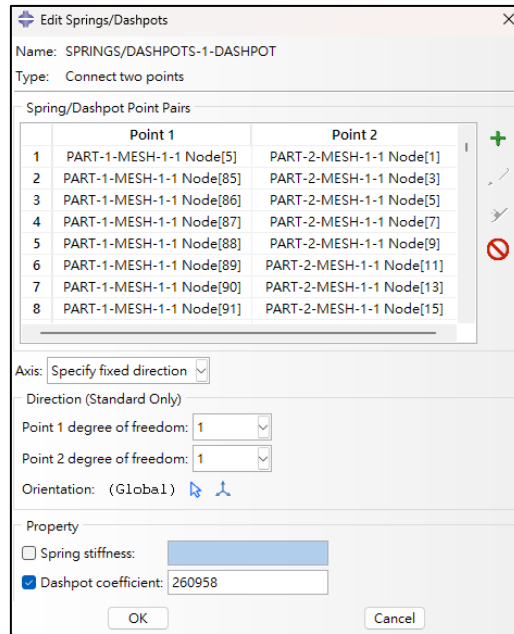 Edit Springs/Dashpots
Name: SPRINGS/DASHPOTS-1-DASHPOT
Type: Connect two points
Spring/Dashpot Point Pairs
Point 1 Point 2
1 PART-1-MESH-1-1 Node[5] PART-2-MESH-1-1 Node[1]
2 PART-1-MESH-1-1 Node[85] PART-2-MESH-1-1 Node[3]
3 PART-1-MESH-1-1 Node[86] PART-2-MESH-1-1 Node[5]
4 PART-1-MESH-1-1 Node[87] PART-2-MESH-1-1 Node[7]
5 PART-1-MESH-1-1 Node[88] PART-2-MESH-1-1 Node[9]
6 PART-1-MESH-1-1 Node[89] PART-2-MESH-1-1 Node[11]
7 PART-1-MESH-1-1 Node[90] PART-2-MESH-1-1 Node[13]
8 PART-1-MESH-1-1 Node[91] PART-2-MESH-1-1 Node[15]
Axis: Specify fixed direction
Direction (Standard Only)
Point 1 degree of freedom: 1
Point 2 degree of freedom: 1
Orientation: (Global)
Property
Spring stiffness:
Dashpot coefficient: 260958
OK Cancel